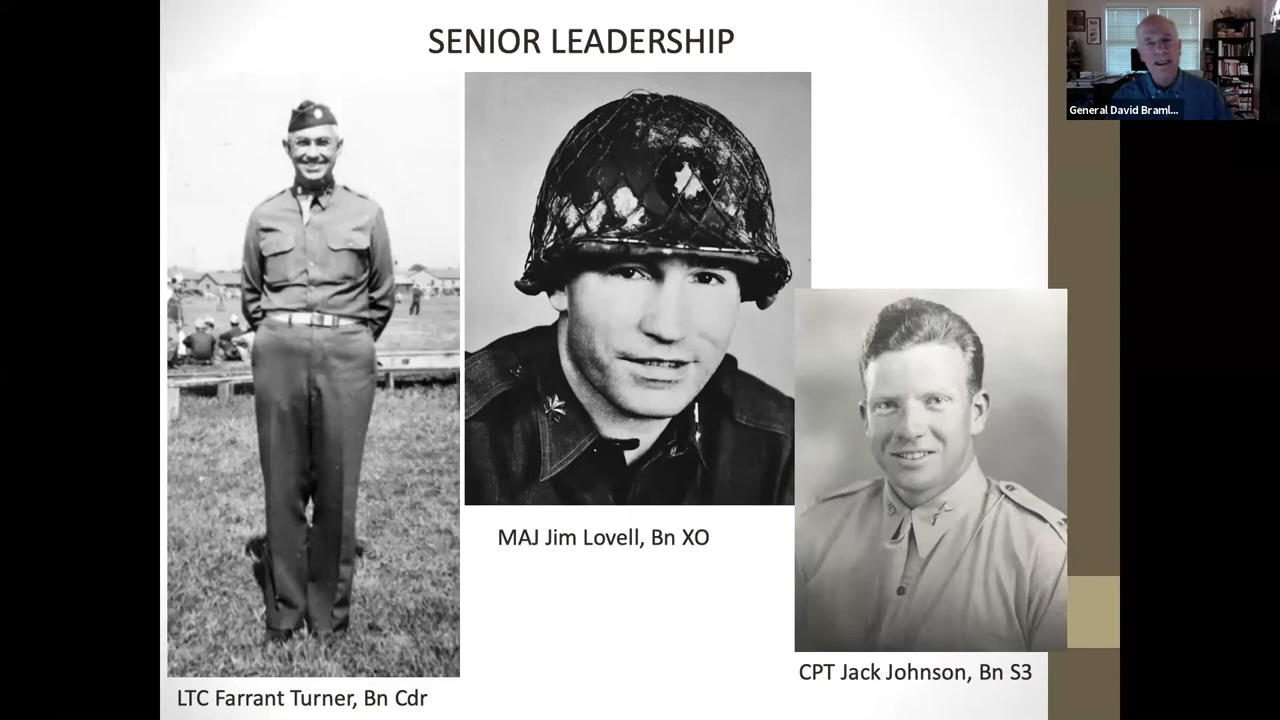 SENIOR LEADERSHIP
General David Braml...
MAJ Jim Lovell, Bn XO
CPT Jack Johnson, Bn S3
LTC Farrant Turner, Bn Cdr